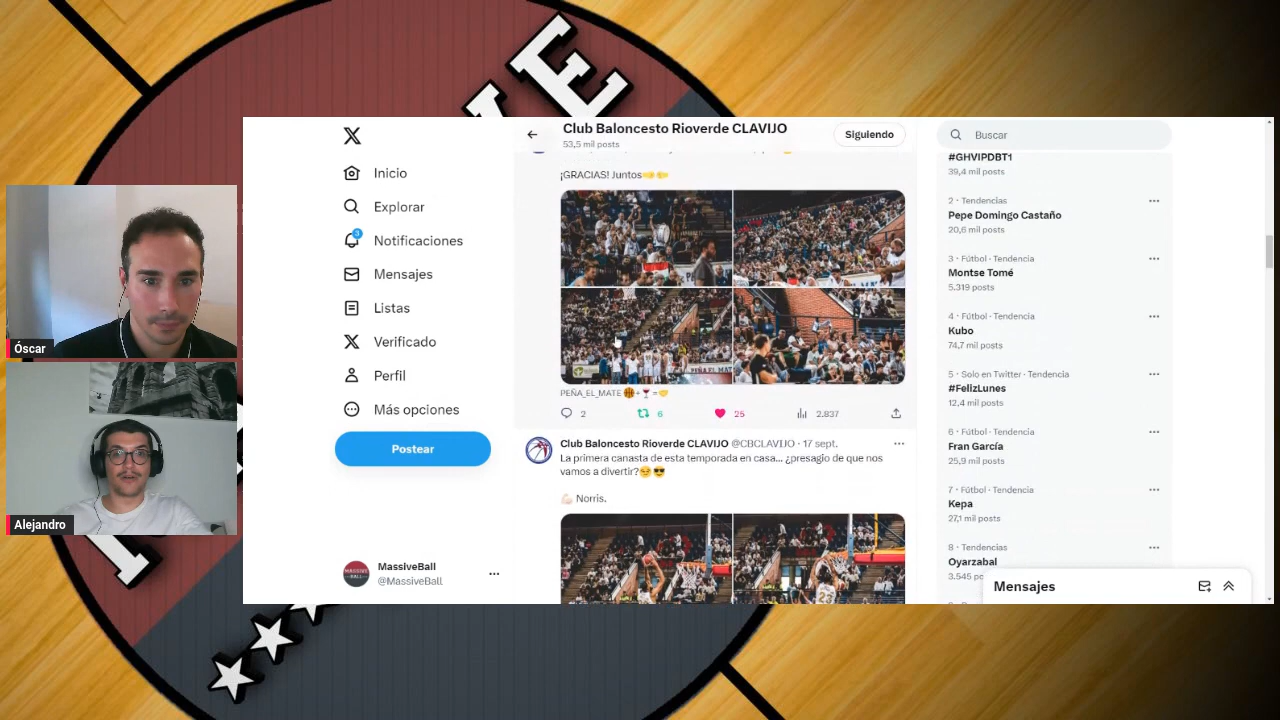 Óscar
Alejandro
Inicio
Explorar
3
Notificaciones
Mensajes
Listas
Verificado
Perfil
Más opciones
Postear
MassiveBall
@MassiveBall
Club Baloncesto Rioverde CLAVIJO
53,5 mil posts
Siguiendo
¡GRACIAS! Juntos🤝🤝
PEÑA_EL_MATE 🏀+🍷=🤝
2
6
25
2.837
Club Baloncesto Rioverde CLAVIJO @CBCLAVIJO · 17 sept.
La primera canasta de esta temporada en casa... ¿presagio de que nos
vamos a divertir?😏😎
💪🏻 Norris.
23
Buscar
#GHVIPDBT1
39,4 mil posts
2 · Tendencias
Pepe Domingo Castaño
20,6 mil posts
3 · Fútbol · Tendencia
Montse Tomé
5.319 posts
4 · Fútbol · Tendencia
Kubo
74,7 mil posts
5 · Solo en Twitter · Tendencia
#FelizLunes
12,4 mil posts
6 · Fútbol · Tendencia
Fran García
25,9 mil posts
7 · Fútbol · Tendencia
Kepa
27,1 mil posts
8 · Tendencias
Oyarzabal
3.545
Mensajes